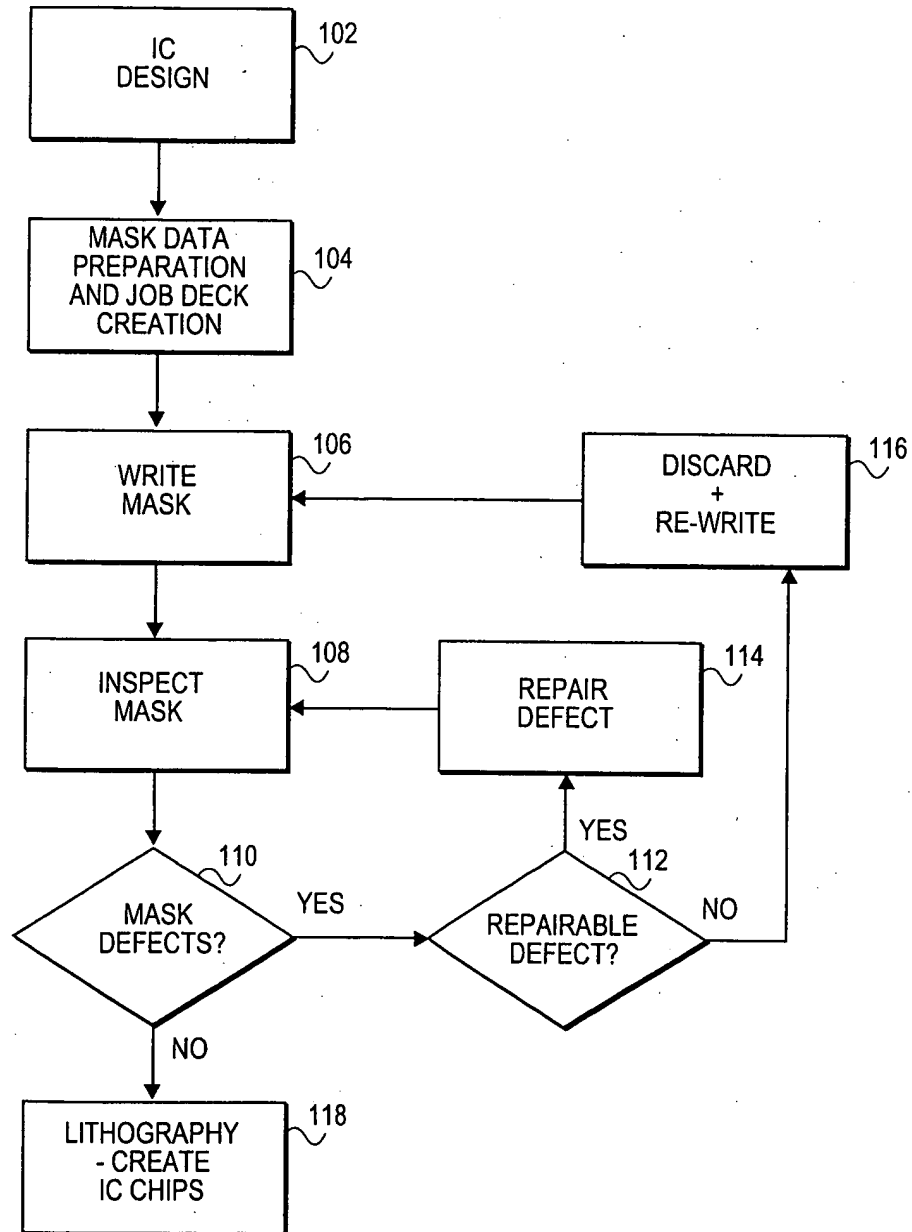 IC
DESIGN
102
MASK DATA
PREPARATION
AND JOB DECK
CREATION
104
WRITE
MASK
106
DISCARD
+
RE-WRITE
116
INSPECT
MASK
108
REPAIR
DEFECT
114
MASK
DEFECTS?
110
YES
REPAIRABLE
DEFECT?
112
YES
NO
NO
LITHOGRAPHY
- CREATE
IC CHIPS
118